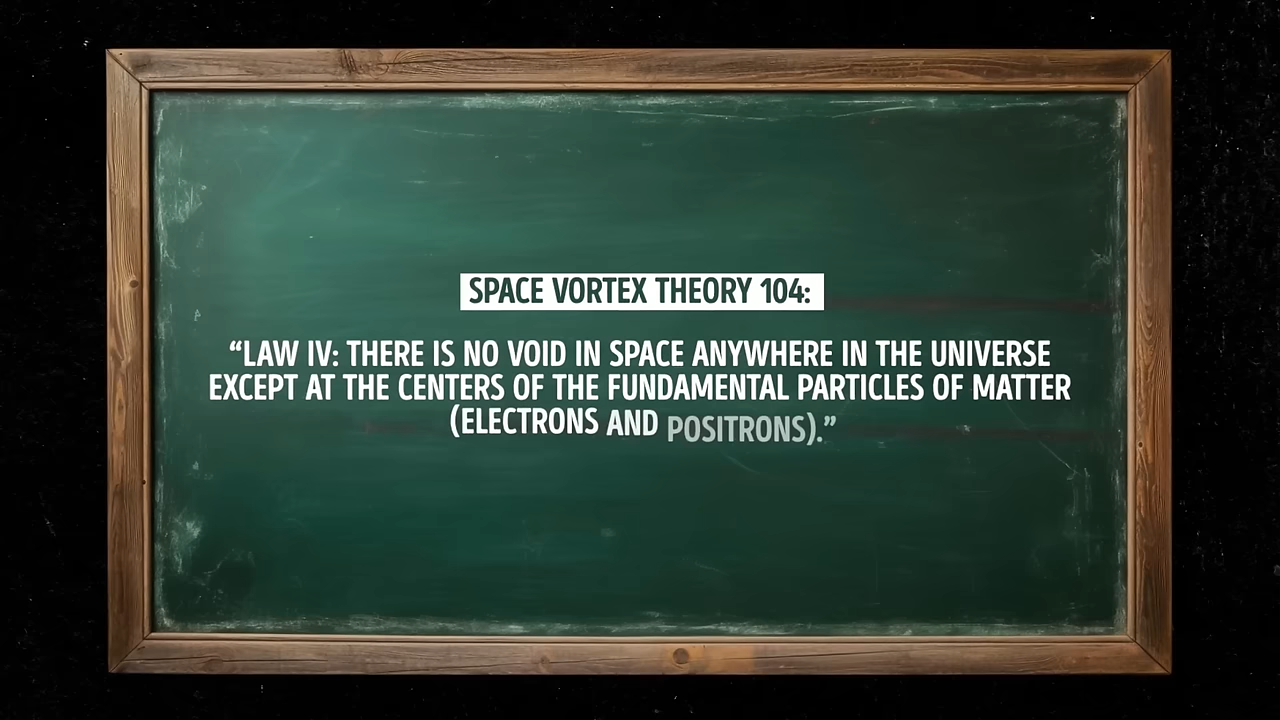 SPACE VORTEX THEORY 104:
“LAW IV: THERE IS NO VOID IN SPACE ANYWHERE IN THE UNIVERSE
EXCEPT AT THE CENTERS OF THE FUNDAMENTAL PARTICLES OF MATTER
(ELECTRONS AND POSITRONS).”